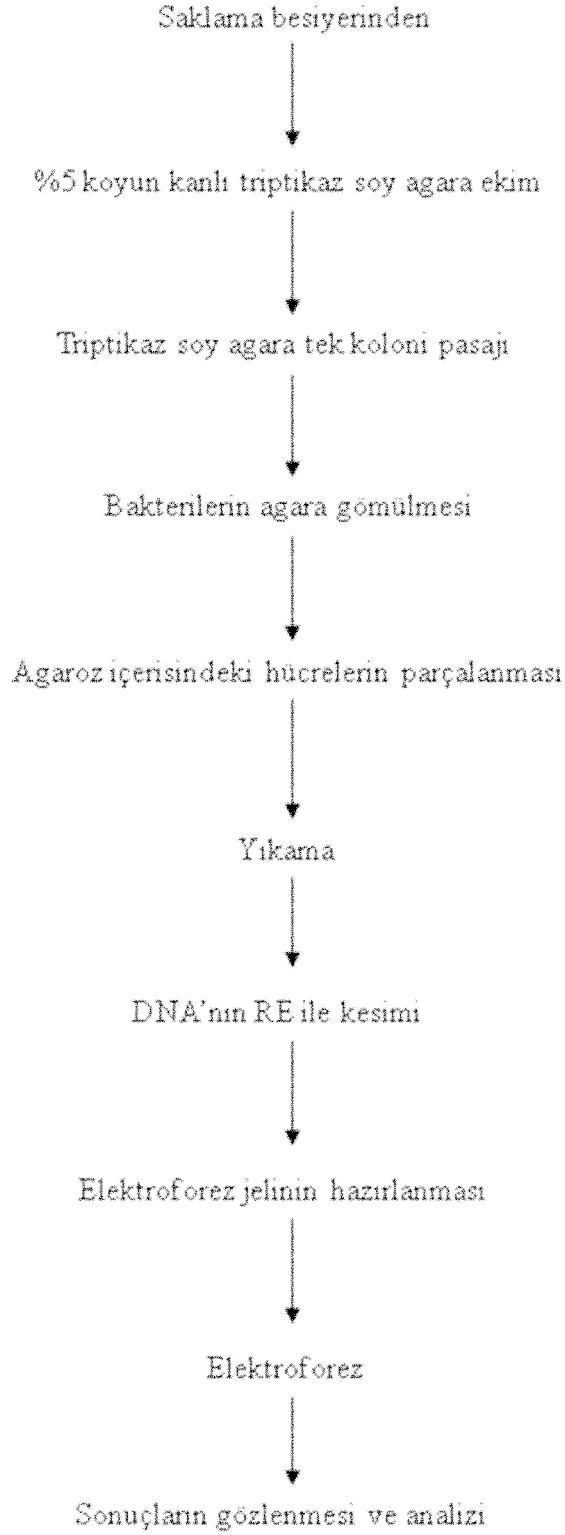 Saklama besiyerinden
%5 koyun kanlı triptikaz soy agara ekim
Triptikaz soy agara tek koloni pasajı
Bakterilerin agara gömülmesi
Agaroz içerisindeki hücrelerin parçalanması
Yıkama
DNA'nın RE ile kesimi
Elektroforez jelinin hazırlanması
Elektroforez
Sonuçların gözlenmesi ve analizi